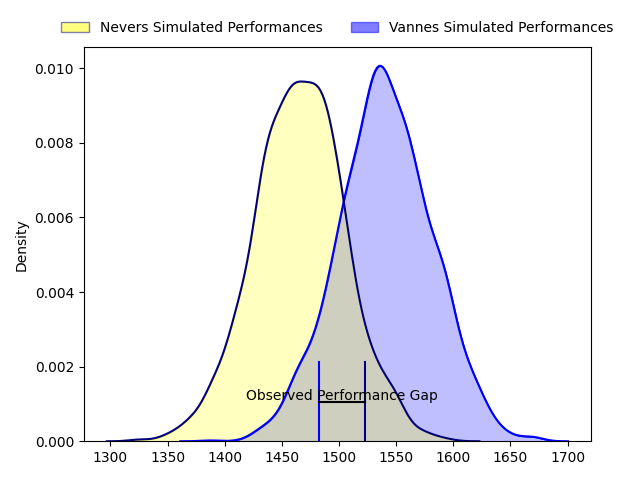 Nevers Simulated Performances Vannes Simulated Performances
0.010
0.008
0.006
0.004
0.002
0.000
Density
Observed Performance Gap
1300 1350 1400 1450 1500 1550 1600 1650 1700